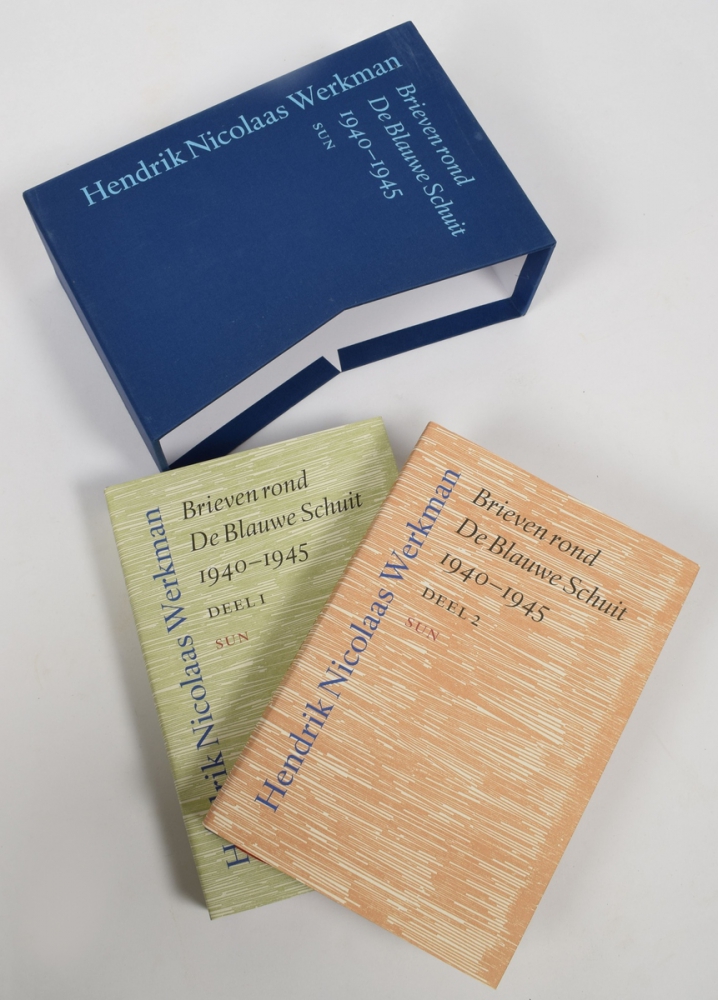 Hendrik Nicolaas Werkman
Brieven rond
De Blauwe Schuit
1940–1945
SUN
Hendrik Nicolaas Werkman
Brieven rond
De Blauwe Schuit
1940–1945
DEEL 1
SUN
Hendrik Nicolaas Werkman
Brieven rond
De Blauwe Schuit
1940–1945
DEEL 2
SUN